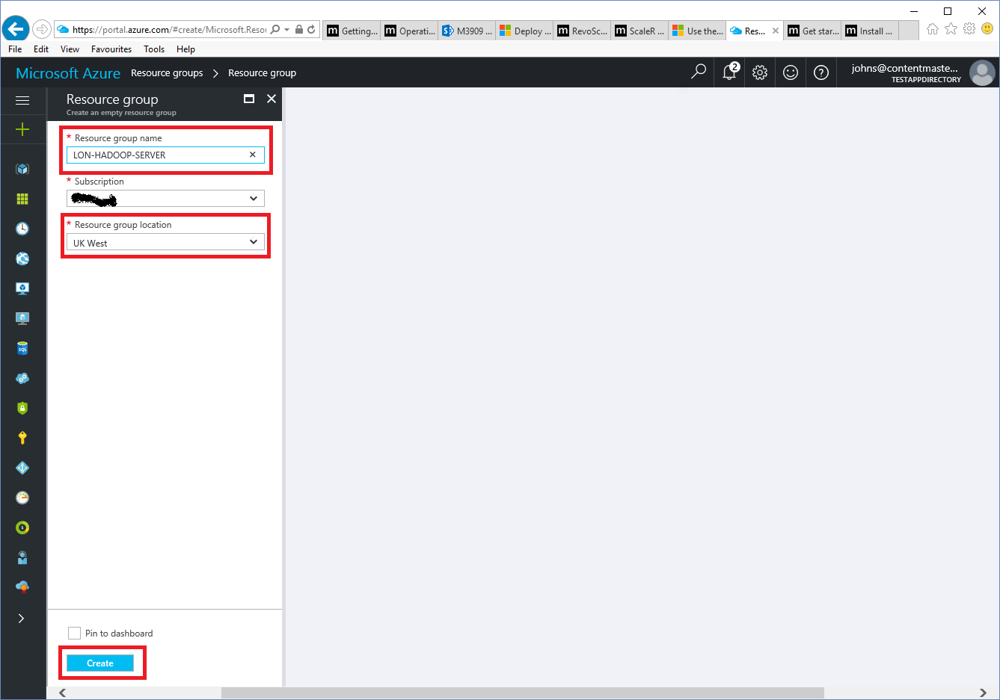 https://portal.azure.com/#create/Microsoft.Reso
Getting...
Operati...
M3909 ...
Deploy ...
RevoSc...
ScaleR ...
Use the...
Res...
Get star...
Install ...
File Edit View Favourites Tools Help
Microsoft Azure Resource groups > Resource group
2
johns@contentmaste...
TESTAPPDIRECTORY
Resource group
Create an empty resource group
* Resource group name
LON-HADOOP-SERVER
* Subscription
* Resource group location
UK West
SQL
Pin to dashboard
Create